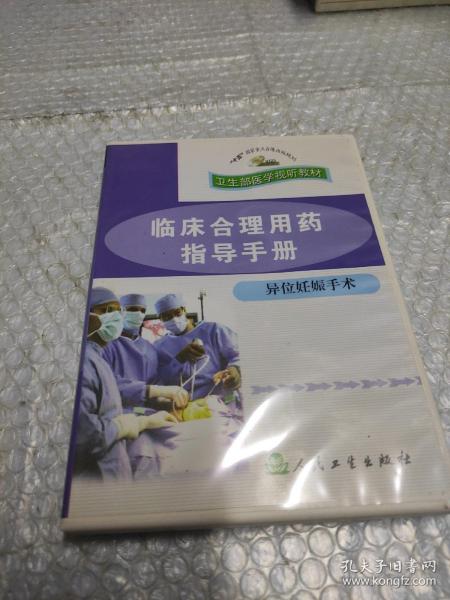 卫生部医学视听教材
临床合理用药
指导手册
异位妊娠手术
人民卫生出版社
孔夫子旧书网
www.kongfz.com